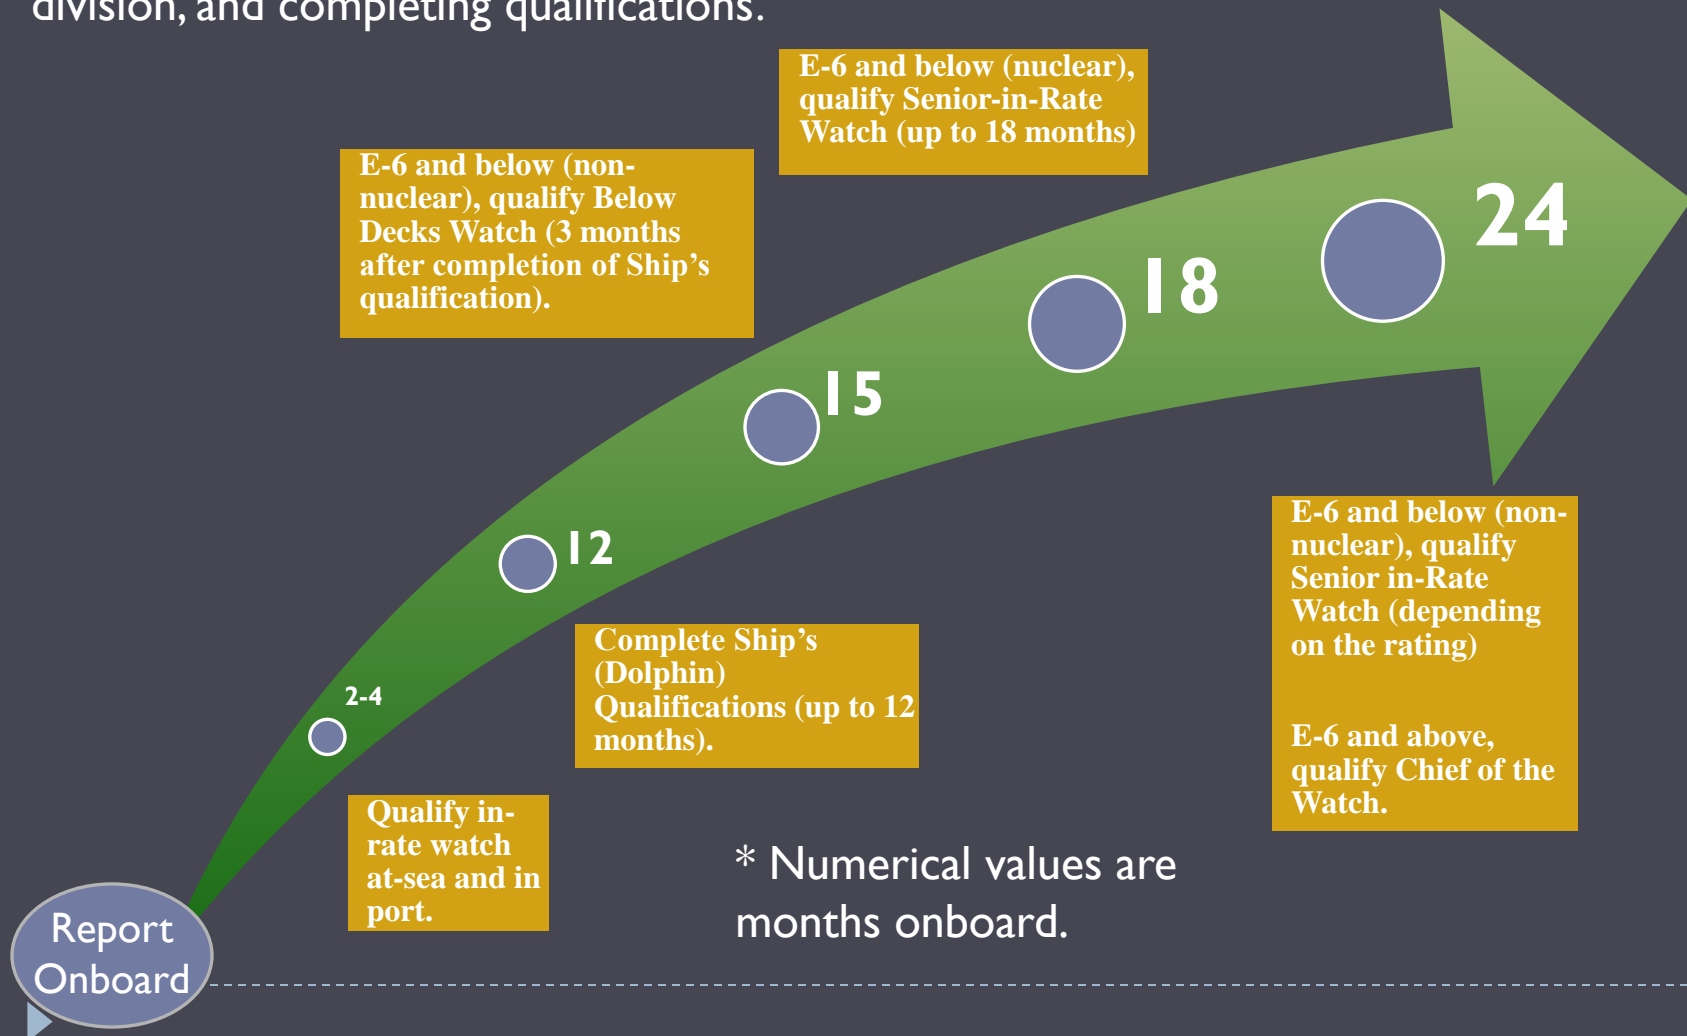 division, and completing qualifications.
E-6 and below (nuclear),
qualify Senior-in-Rate
Watch (up to 18 months)
E-6 and below (non-
nuclear), qualify Below
Decks Watch (3 months
after completion of Ship’s
qualification).
24
18
15
12
2-4
E-6 and below (non-
nuclear), qualify
Senior in-Rate
Watch (depending
on the rating)
E-6 and above,
qualify Chief of the
Watch.
Complete Ship’s
(Dolphin)
Qualifications (up to 12
months).
Qualify in-
rate watch
at-sea and in
port.
* Numerical values are
months onboard.
Report
Onboard